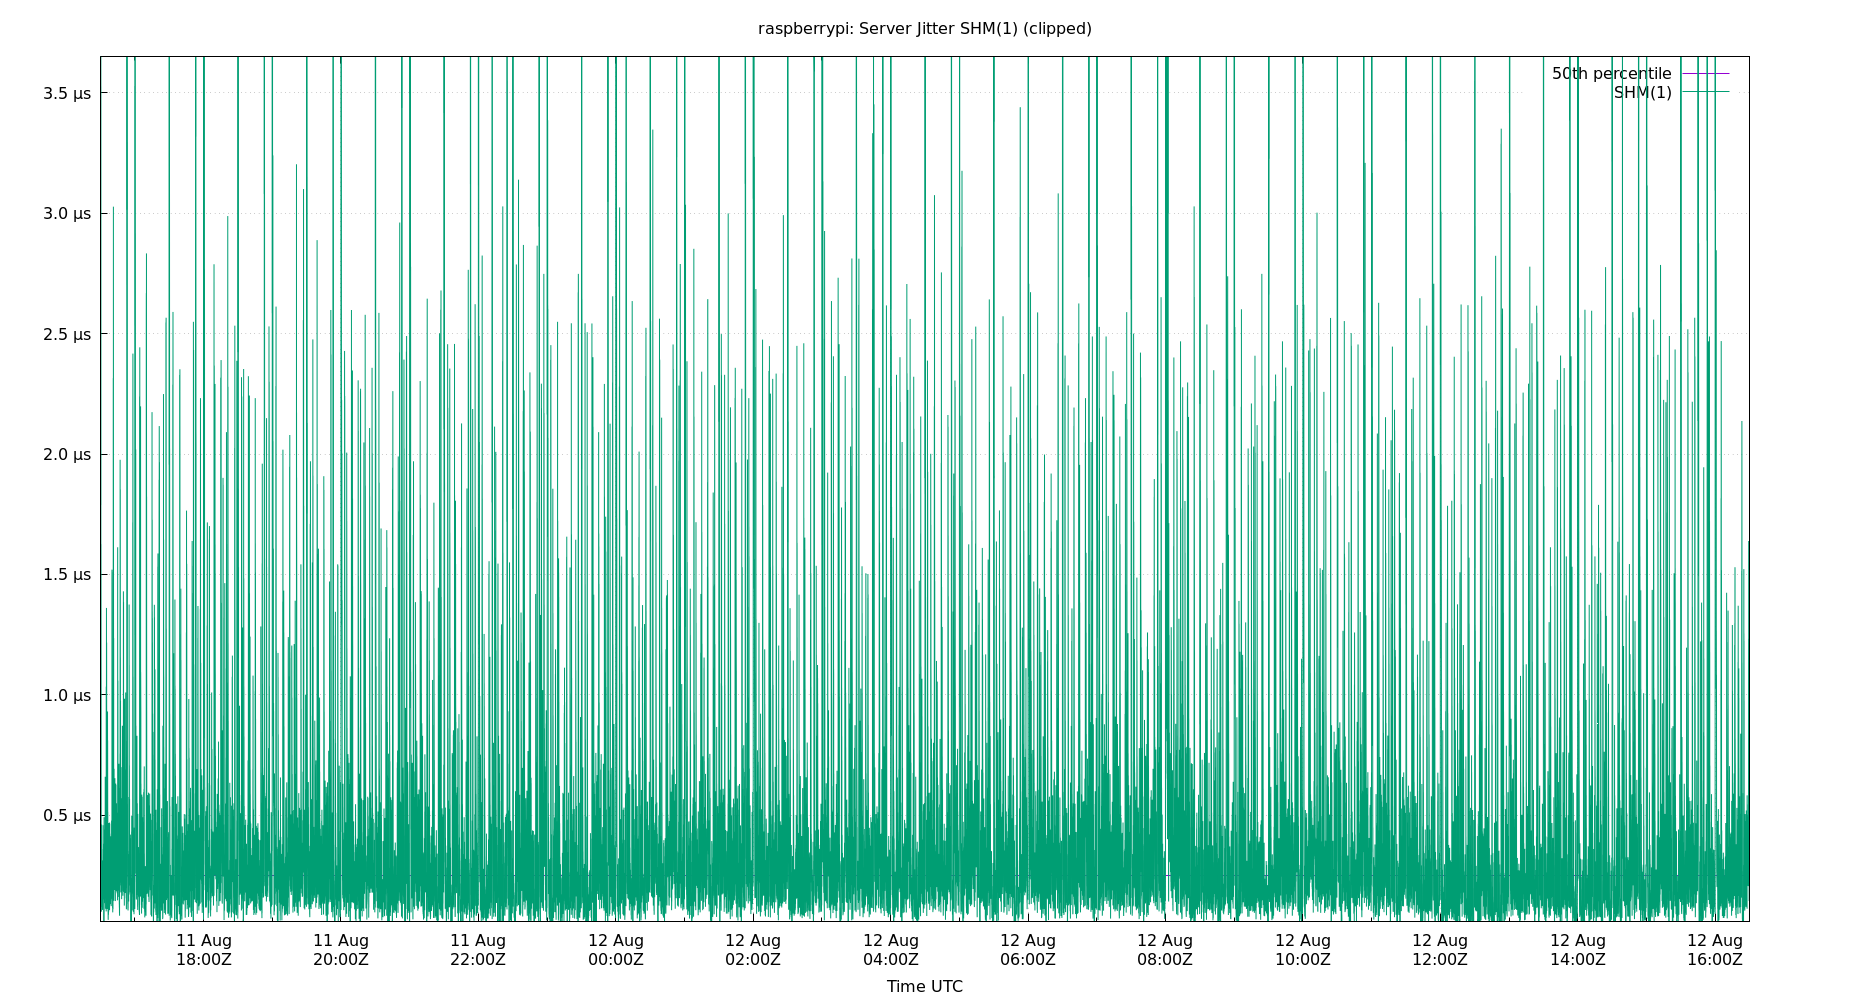 raspberrypi: Server Jitter SHM(1) (clipped)
50th percentile
SHM(1)
3.5 µs
3.0 µs
2.5 µs
2.0 µs
1.5 µs
1.0 µs
0.5 µs
11 Aug 11 Aug 11 Aug 12 Aug 12 Aug 12 Aug 12 Aug 12 Aug 12 Aug 12 Aug 12 Aug 12 Aug
18:00Z 20:00Z 22:00Z 00:00Z 02:00Z 04:00Z 06:00Z 08:00Z 10:00Z 12:00Z 14:00Z 16:00Z
Time UTC